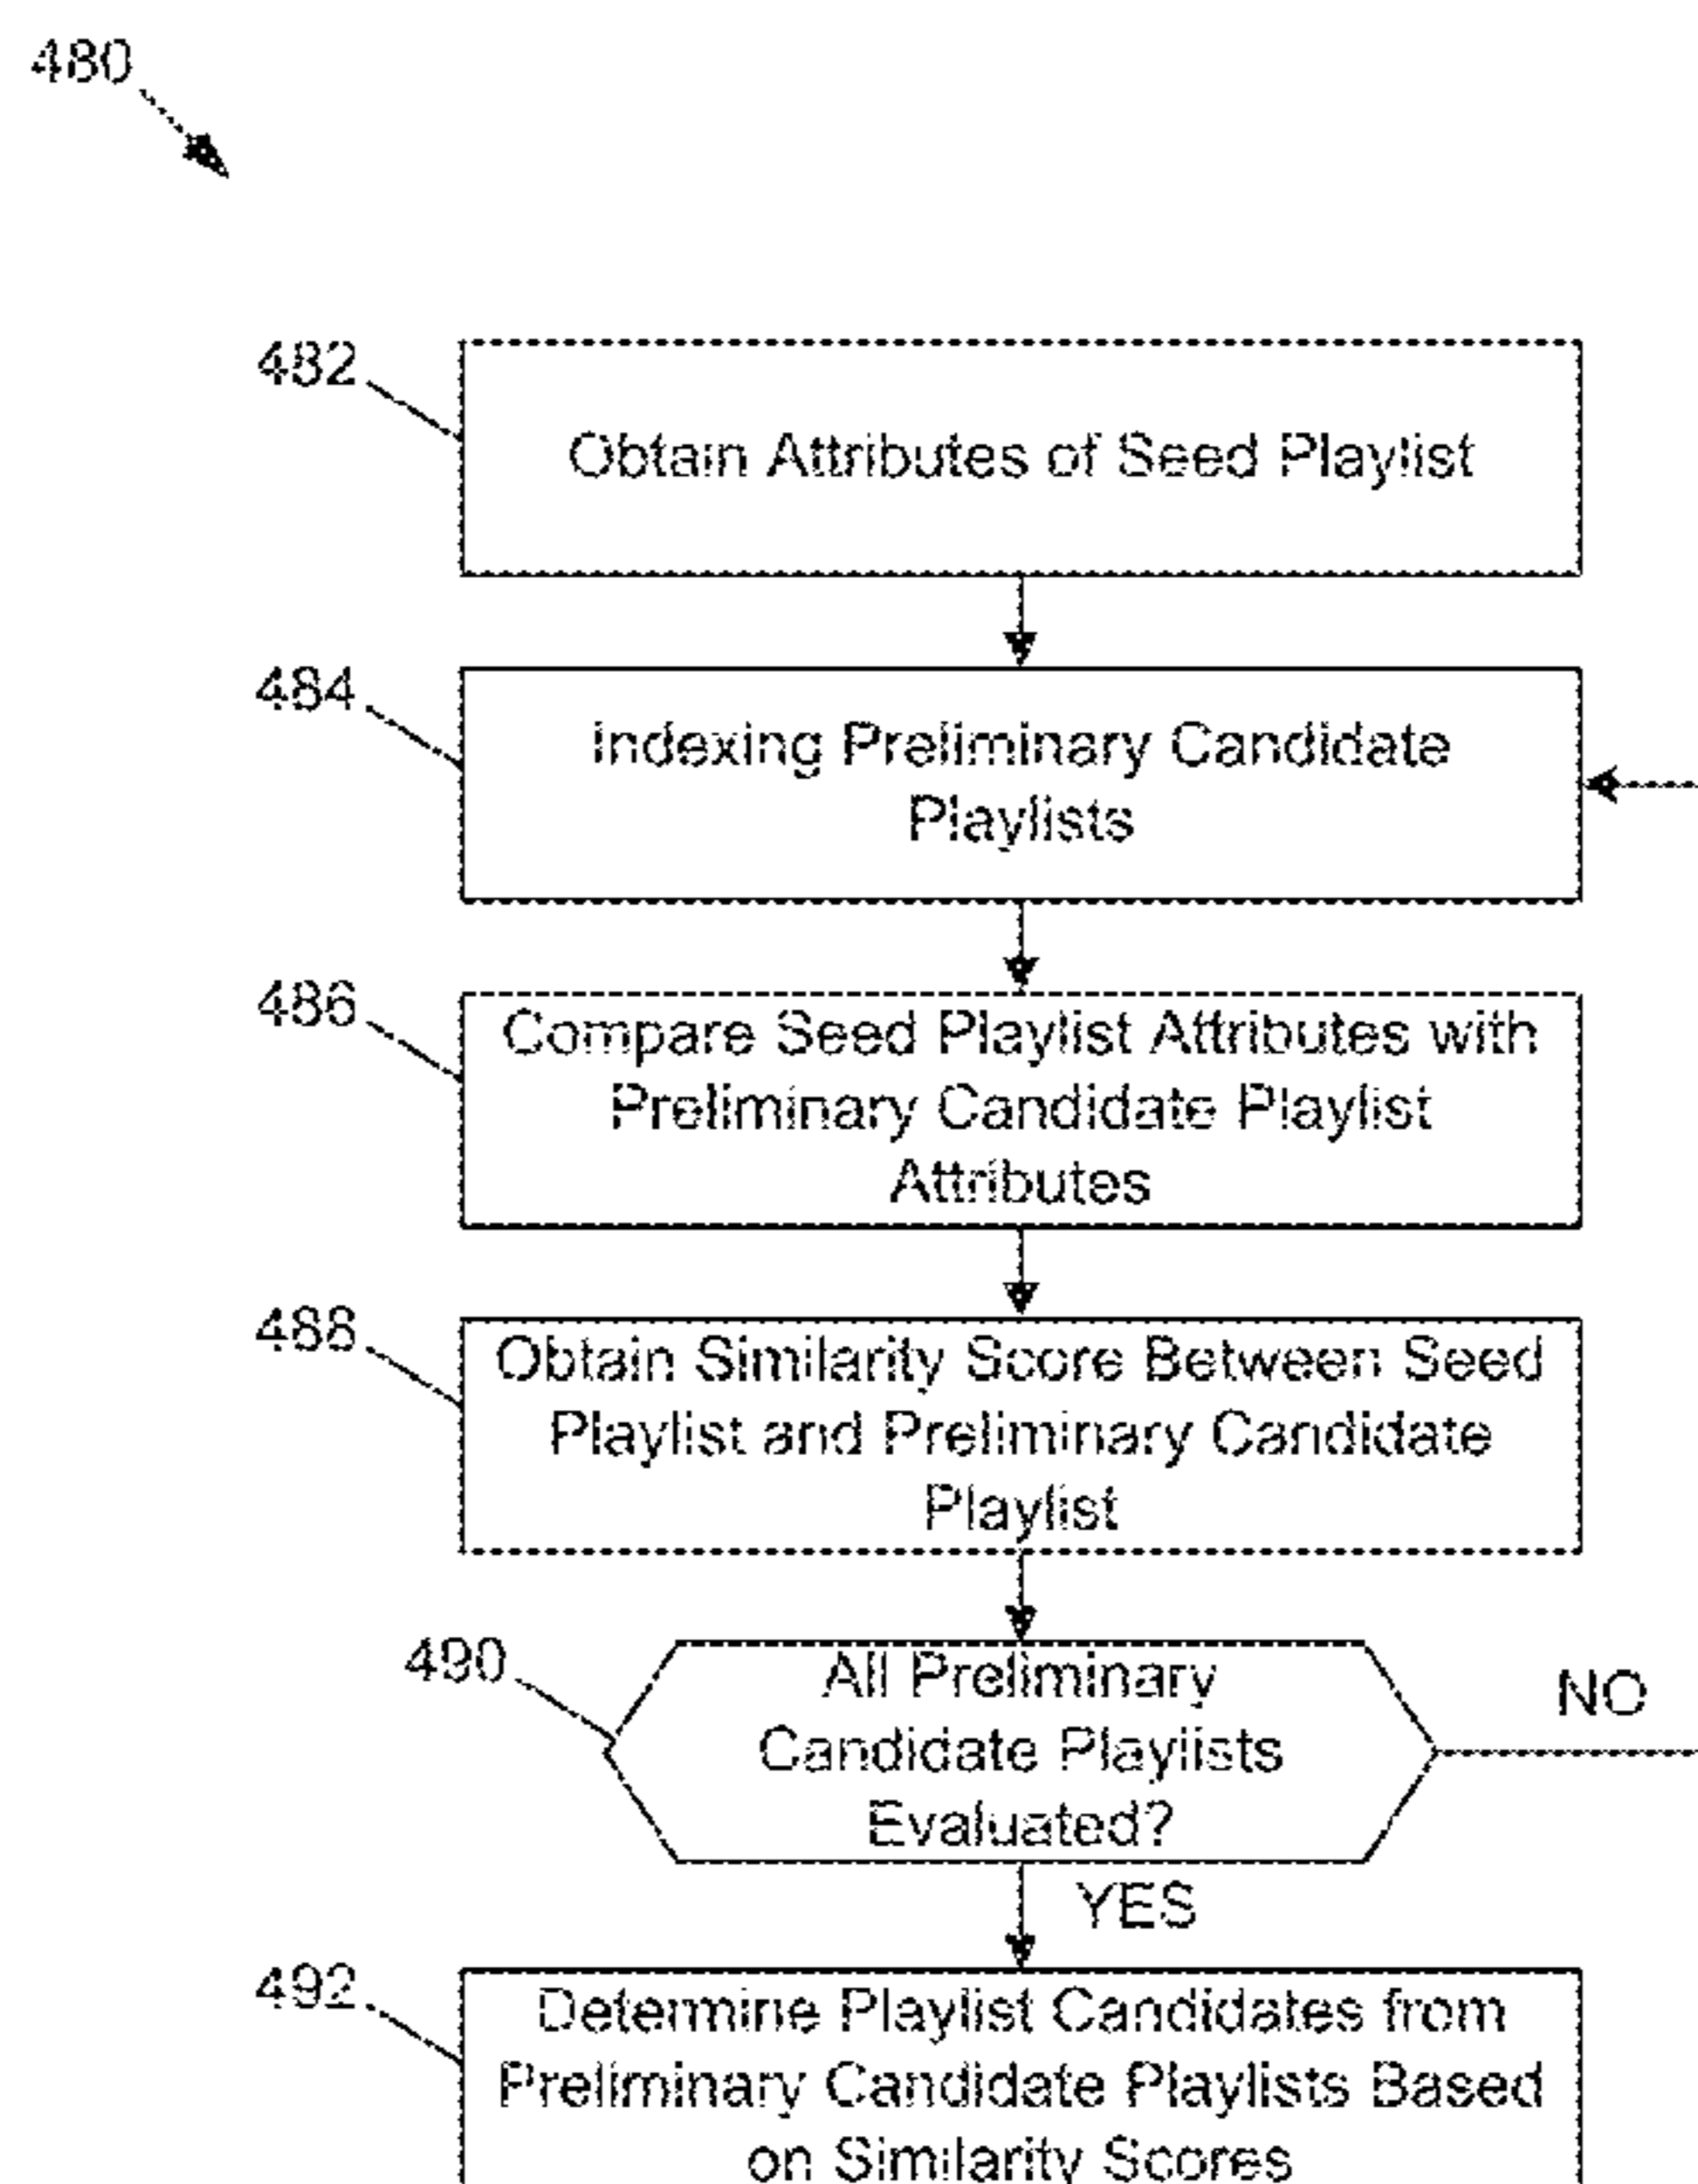 480
482
Obtain Attributes of Seed Playlist
484
Indexing Preliminary Candidate
Playlists
486
Compare Seed Playlist Attributes with
Preliminary Candidate Playlist
Attributes
488
Obtain Similarity Score Between Seed
Playlist and Preliminary Candidate
Playlist
490
All Preliminary
Candidate Playlists
Evaluated?
NO
YES
492
Determine Playlist Candidates from
Preliminary Candidate Playlists Based
on Similarity Scores